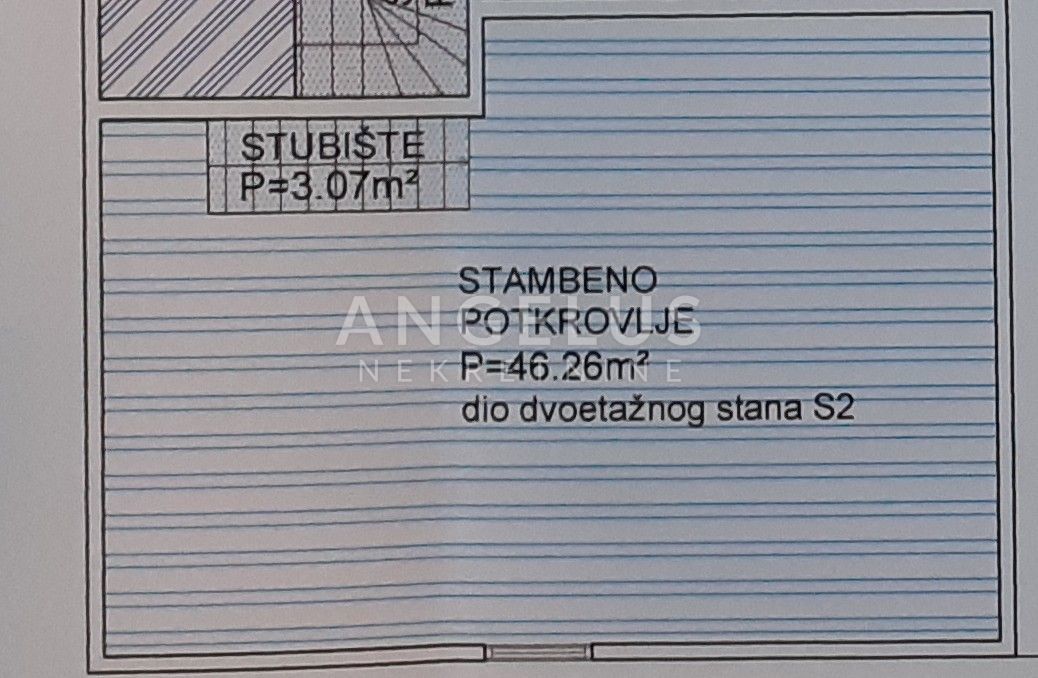 STUBIŠTE
P=3.07m²
STAMBENO
POTKROVLJE
P=46.26m²
dio dvoetažnog stana S2
ANGELUS
NEKRETNINE